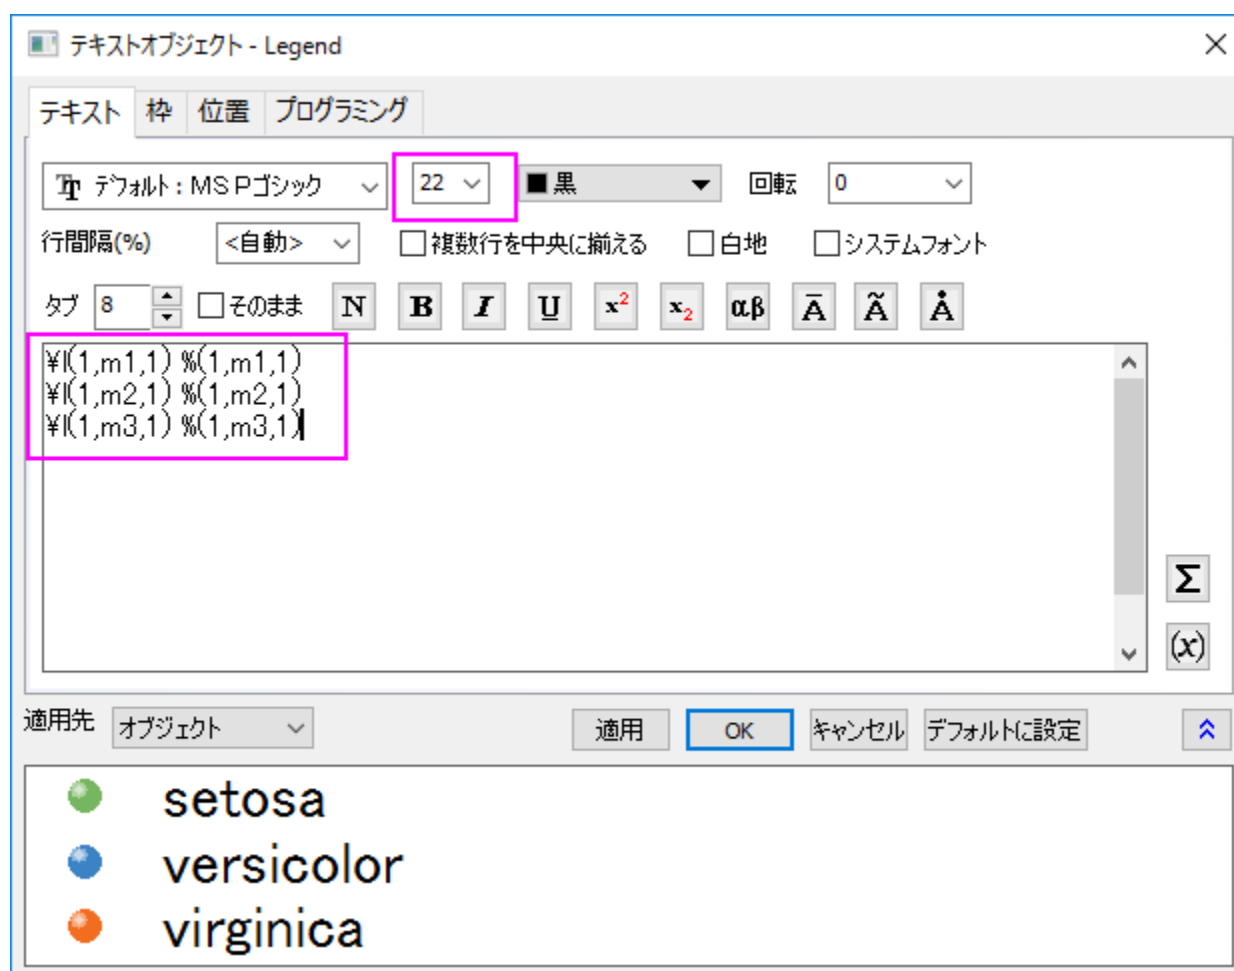 テキストオブジェクト - Legend
テキスト 枠 位置 プログラミング
デフォルト : MS Pゴシック 22 黒 回転 0
行間隔(%) <自動> 複数行を中央に揃える 白地 システムフォント
タブ 8 そのまま N B I U x² x₂ αβ Ā Ã Å
¥l(1,m1,1) %(1,m1,1)
¥l(1,m2,1) %(1,m2,1)
¥l(1,m3,1) %(1,m3,1)
Σ
(x)
適用先 オブジェクト 適用 OK キャンセル デフォルトに設定
setosa
versicolor
virginica